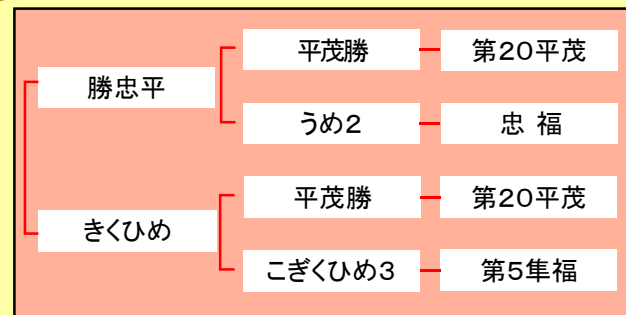 平茂勝
第20平茂
勝忠平
うめ2
忠 福
平茂勝
第20平茂
きくひめ
こぎくひめ3
第5隼福